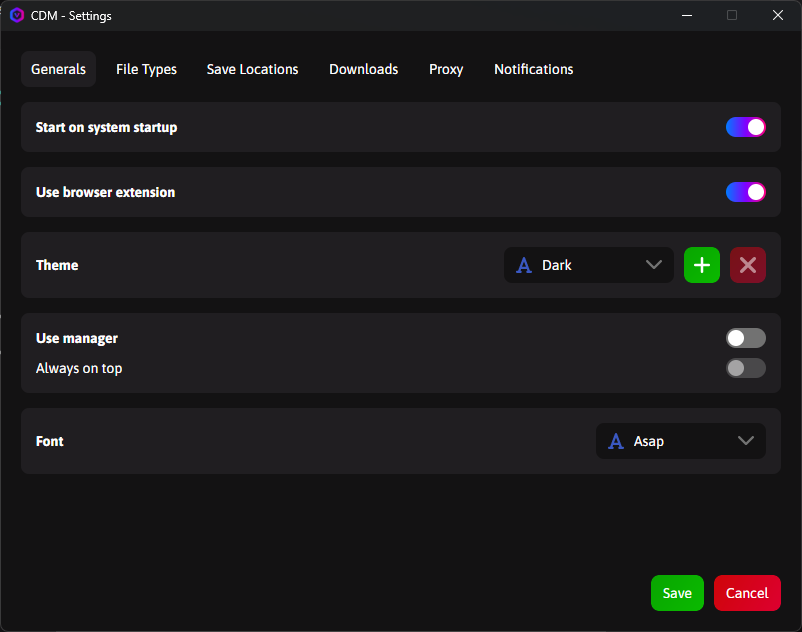 CDM - Settings
Generals File Types Save Locations Downloads Proxy Notifications
Start on system startup
Use browser extension
Theme A Dark
Use manager
Always on top
Font A Asap
Save Cancel